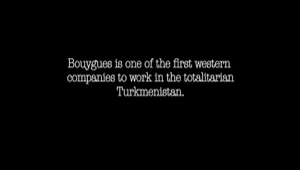 Bouygues is one of the first western
companies to work in the totalitarian
Turkmenistan.